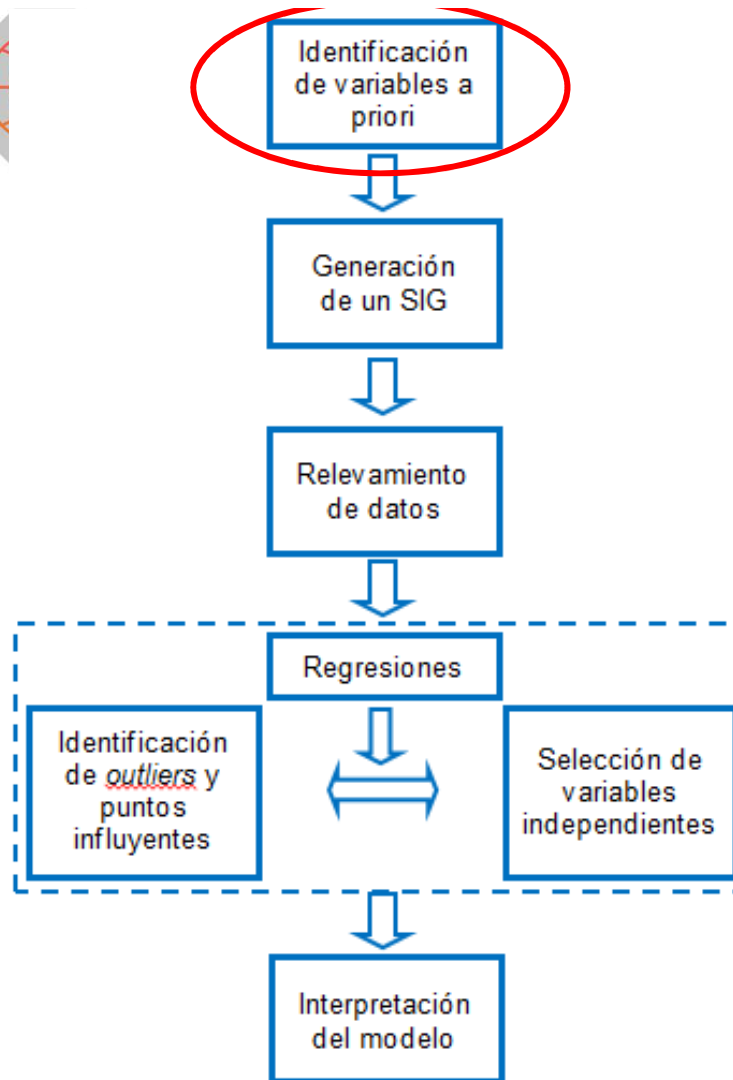 Identificación
de variables a
priori
Generación
de un SIG
Relevamiento
de datos
Regresiones
Identificación
de outliers y
puntos
influyentes
Selección de
variables
independientes
Interpretación
del modelo